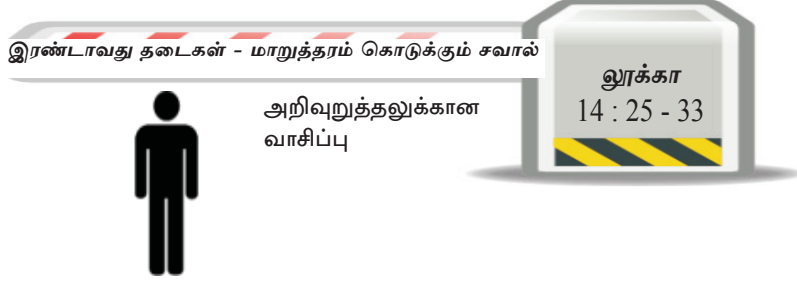 இரண்டாவது தடைகள் - மாறுத்தரம் கொடுக்கும் சவால்
லூக்கா
14 : 25 - 33
அறிவுறுத்தலுக்கான
வாசிப்பு